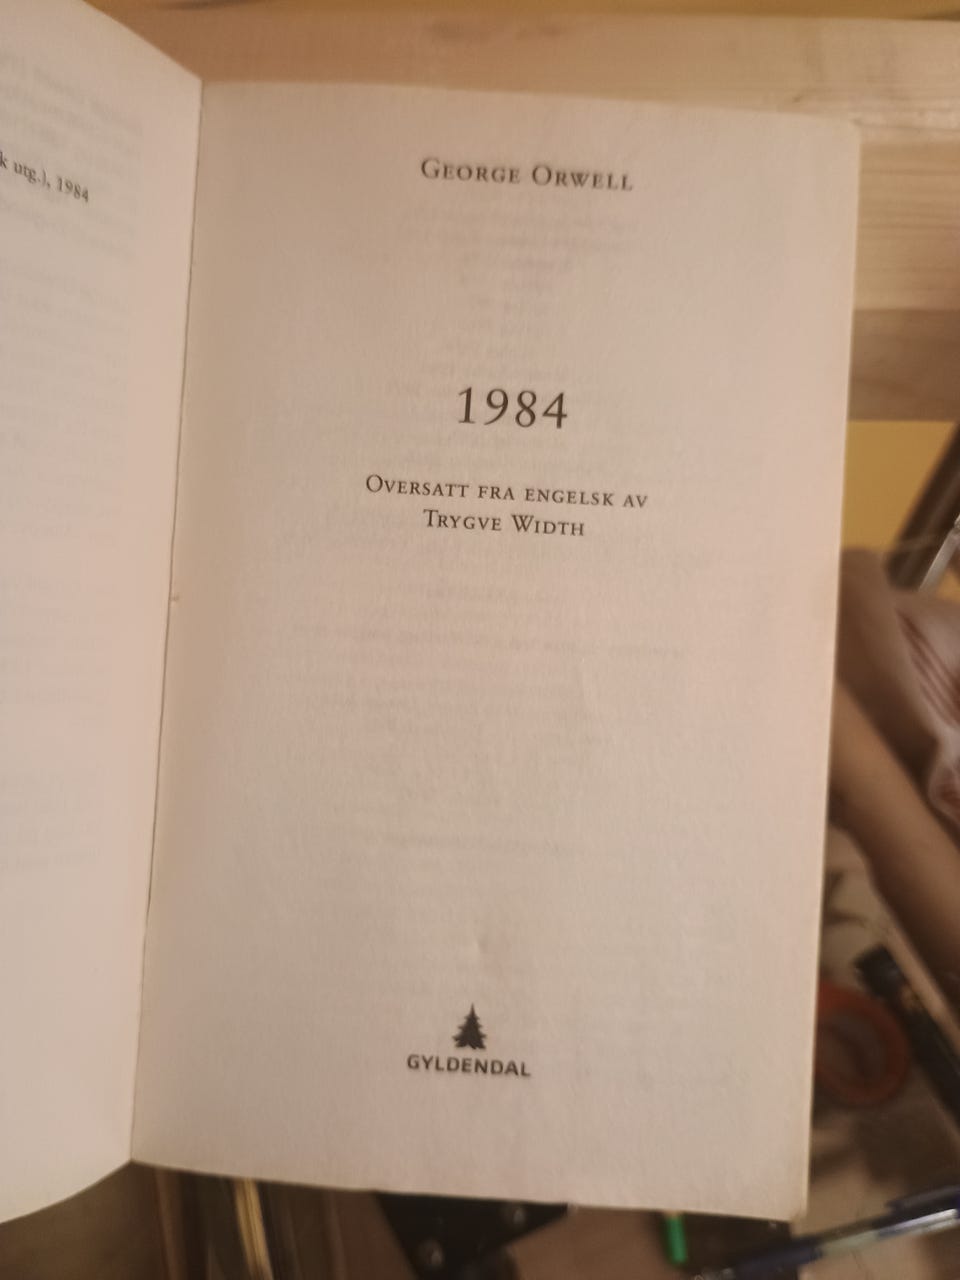 k utg.), 1984
GEORGE ORWELL
1984
OVERSATT FRA ENGELSK AV
TRYGVE WIDTH
GYLDENDAL